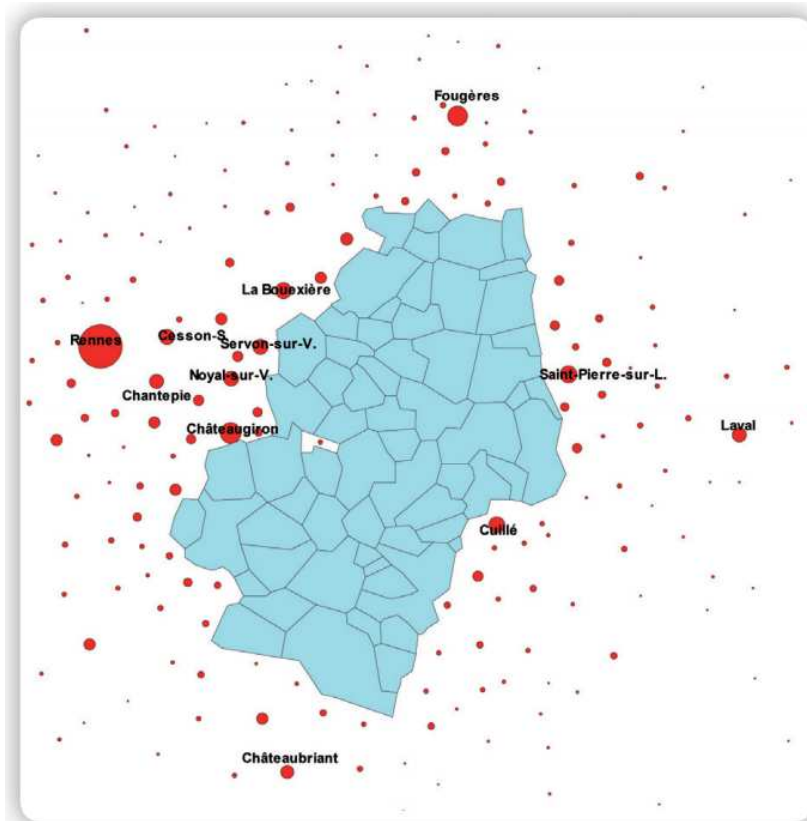 Fougères
La Bouexière
Rennes
Cesson-S.
Servon-sur-V.
Noyal-sur-V.
Saint-Pierre-sur-L.
Chantepie
Châteaugiron
Laval
Cuillé
Châteaubriant